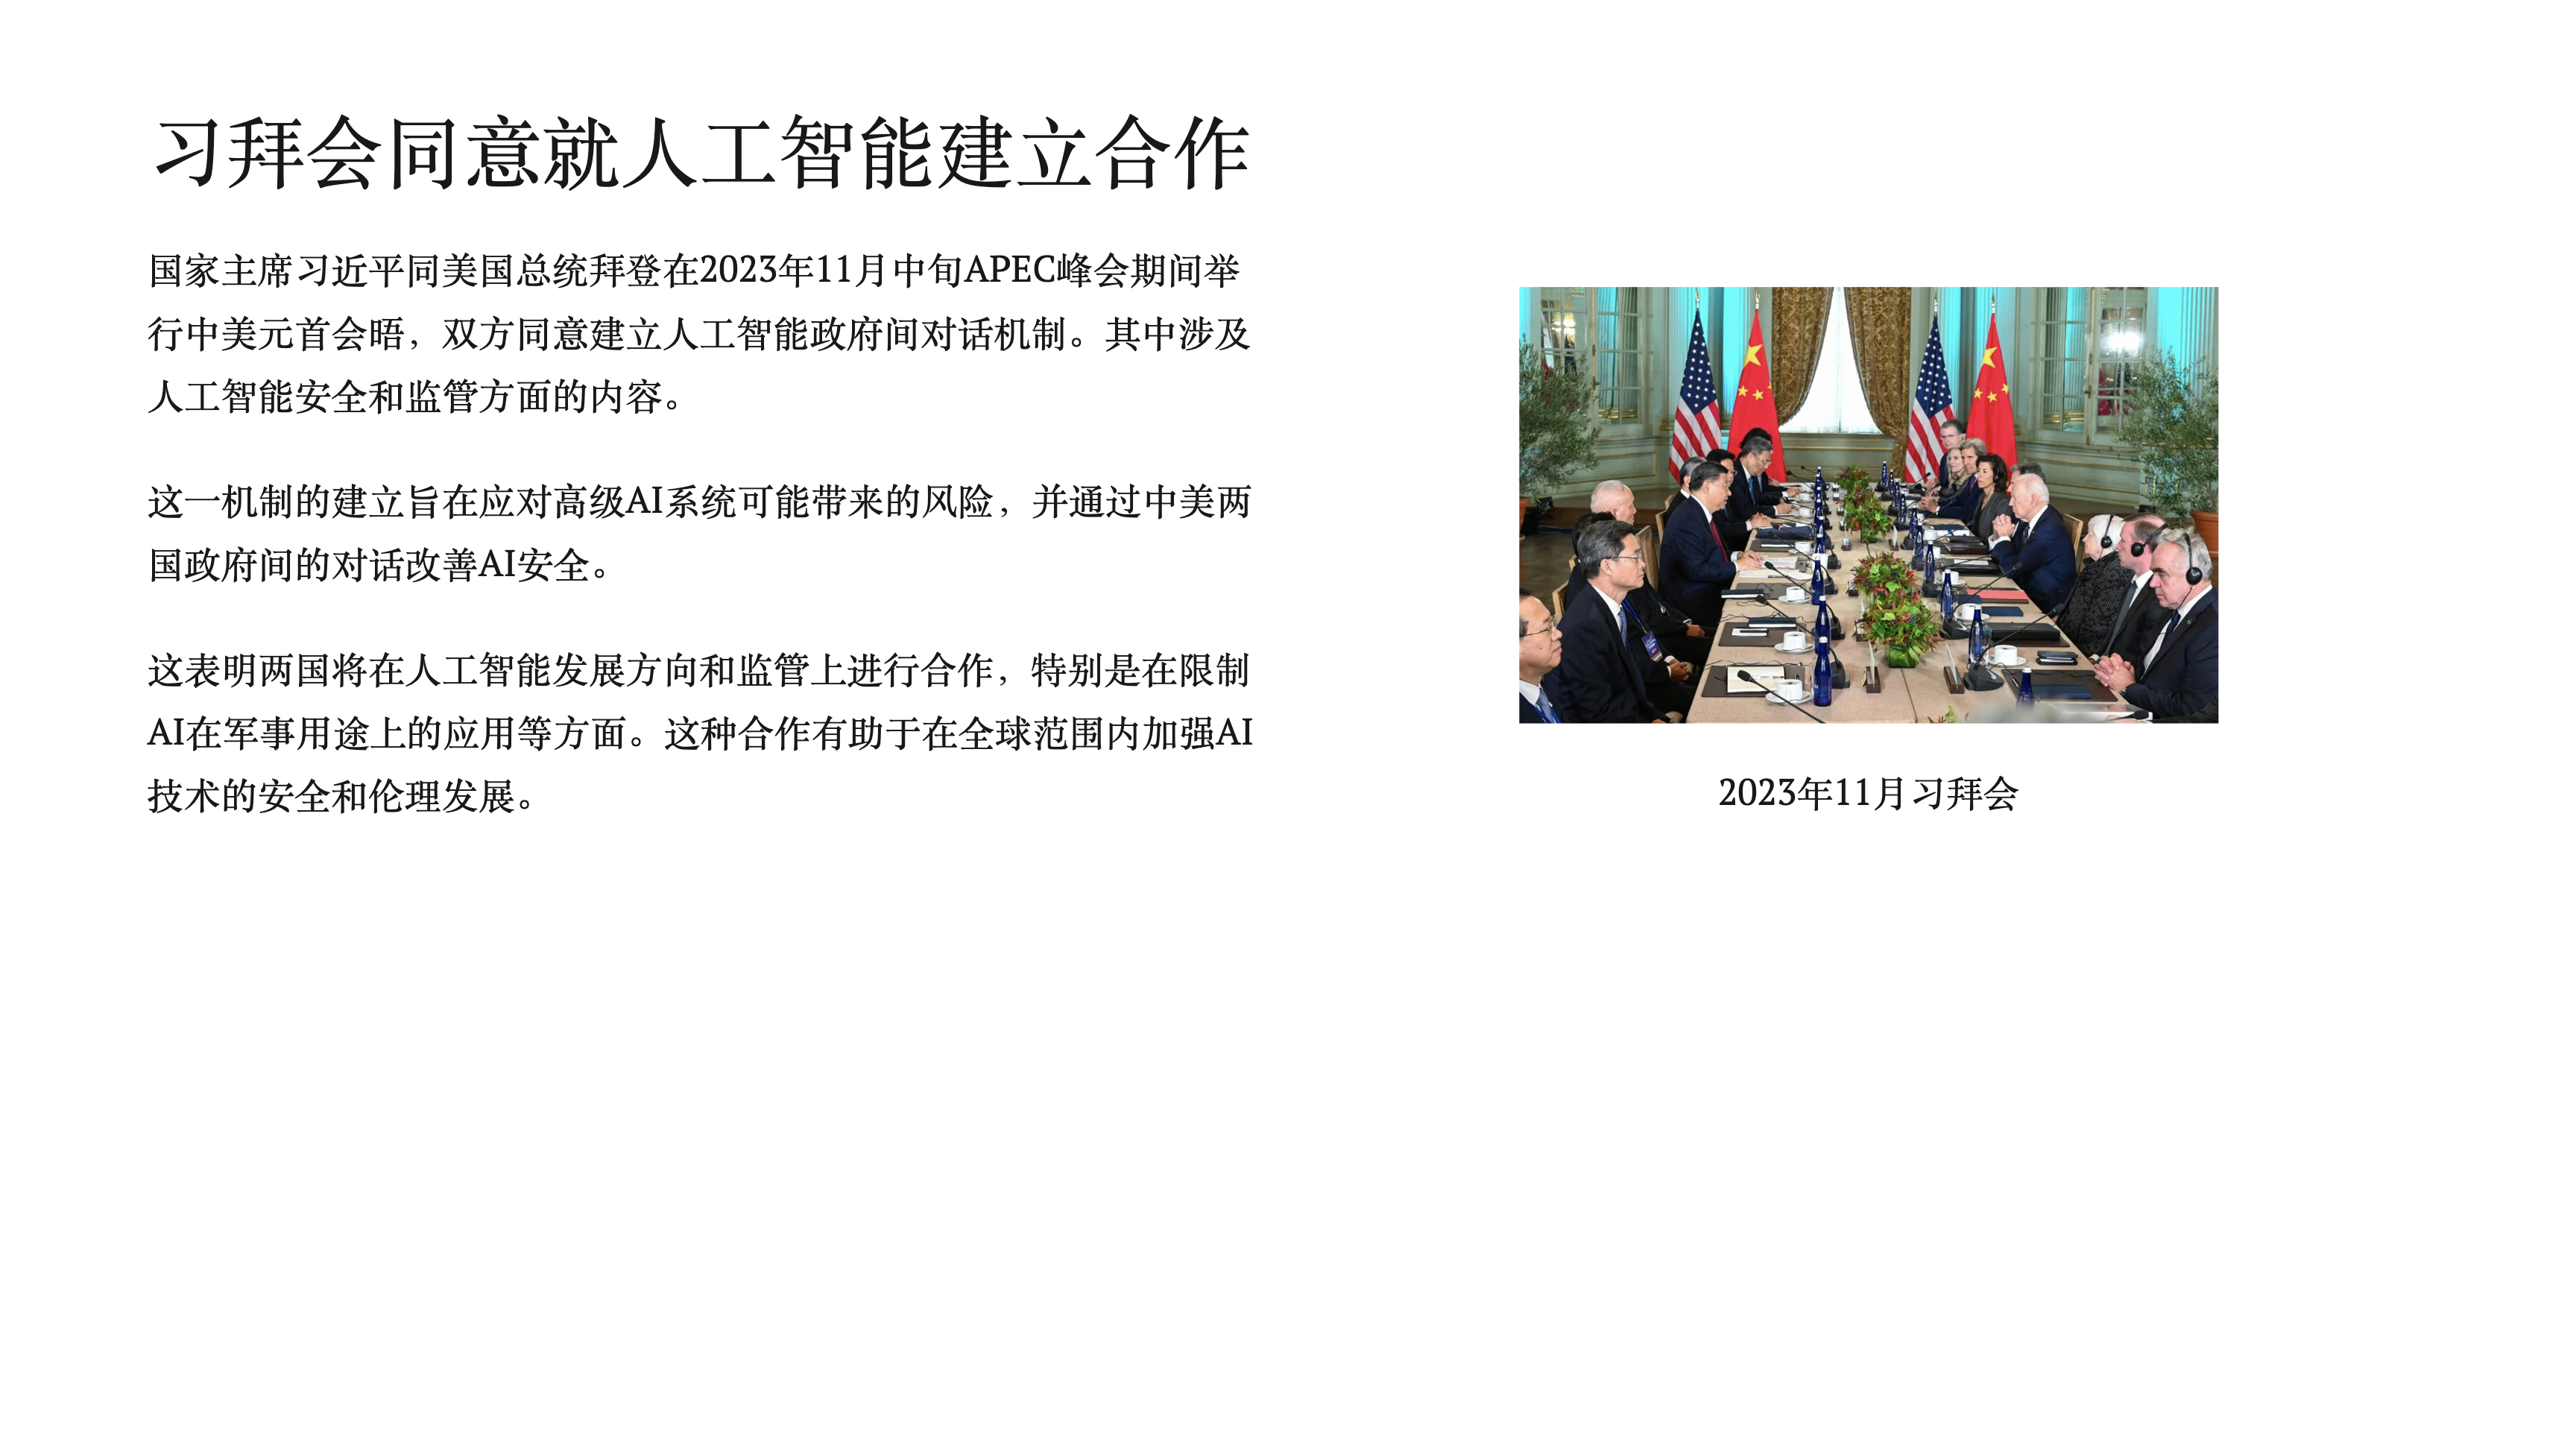 习拜会同意就人工智能建立合作
国家主席习近平同美国总统拜登在2023年11月中旬APEC峰会期间举
行中美元首会晤，双方同意建立人工智能政府间对话机制。其中涉及
人工智能安全和监管方面的内容。
这一机制的建立旨在应对高级AI系统可能带来的风险，并通过中美两
国政府间的对话改善AI安全。
这表明两国将在人工智能发展方向和监管上进行合作，特别是在限制
AI在军事用途上的应用等方面。这种合作有助于在全球范围内加强AI
技术的安全和伦理发展。
2023年11月习拜会